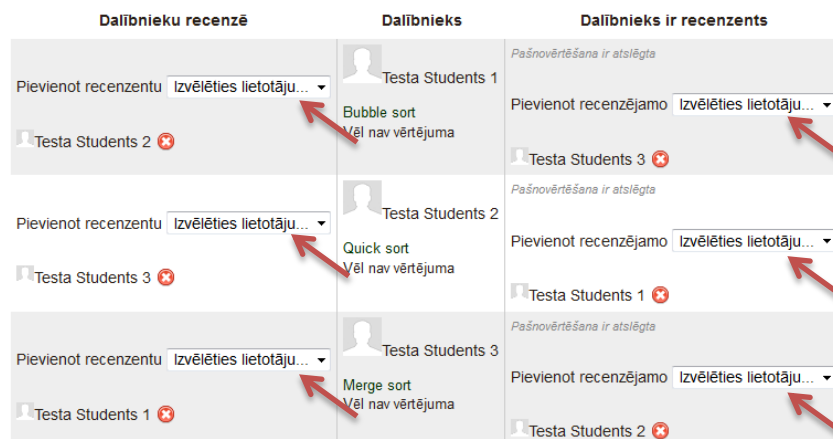 Dalībnieku recenzē Dalībnieks Dalībnieks ir recenzents
Pievienot recenzentu Izvēlēties lietotāju...
Testa Students 2
Testa Students 1
Bubble sort
Vēl nav vērtējuma
Pašnovērtēšana ir atslēgta
Pievienot recenzējamo Izvēlēties lietotāju...
Testa Students 3
Pievienot recenzentu Izvēlēties lietotāju...
Testa Students 3
Testa Students 2
Quick sort
Vēl nav vērtējuma
Pašnovērtēšana ir atslēgta
Pievienot recenzējamo Izvēlēties lietotāju...
Testa Students 1
Pievienot recenzentu Izvēlēties lietotāju...
Testa Students 1
Testa Students 3
Merge sort
Vēl nav vērtējuma
Pašnovērtēšana ir atslēgta
Pievienot recenzējamo Izvēlēties lietotāju...
Testa Students 2